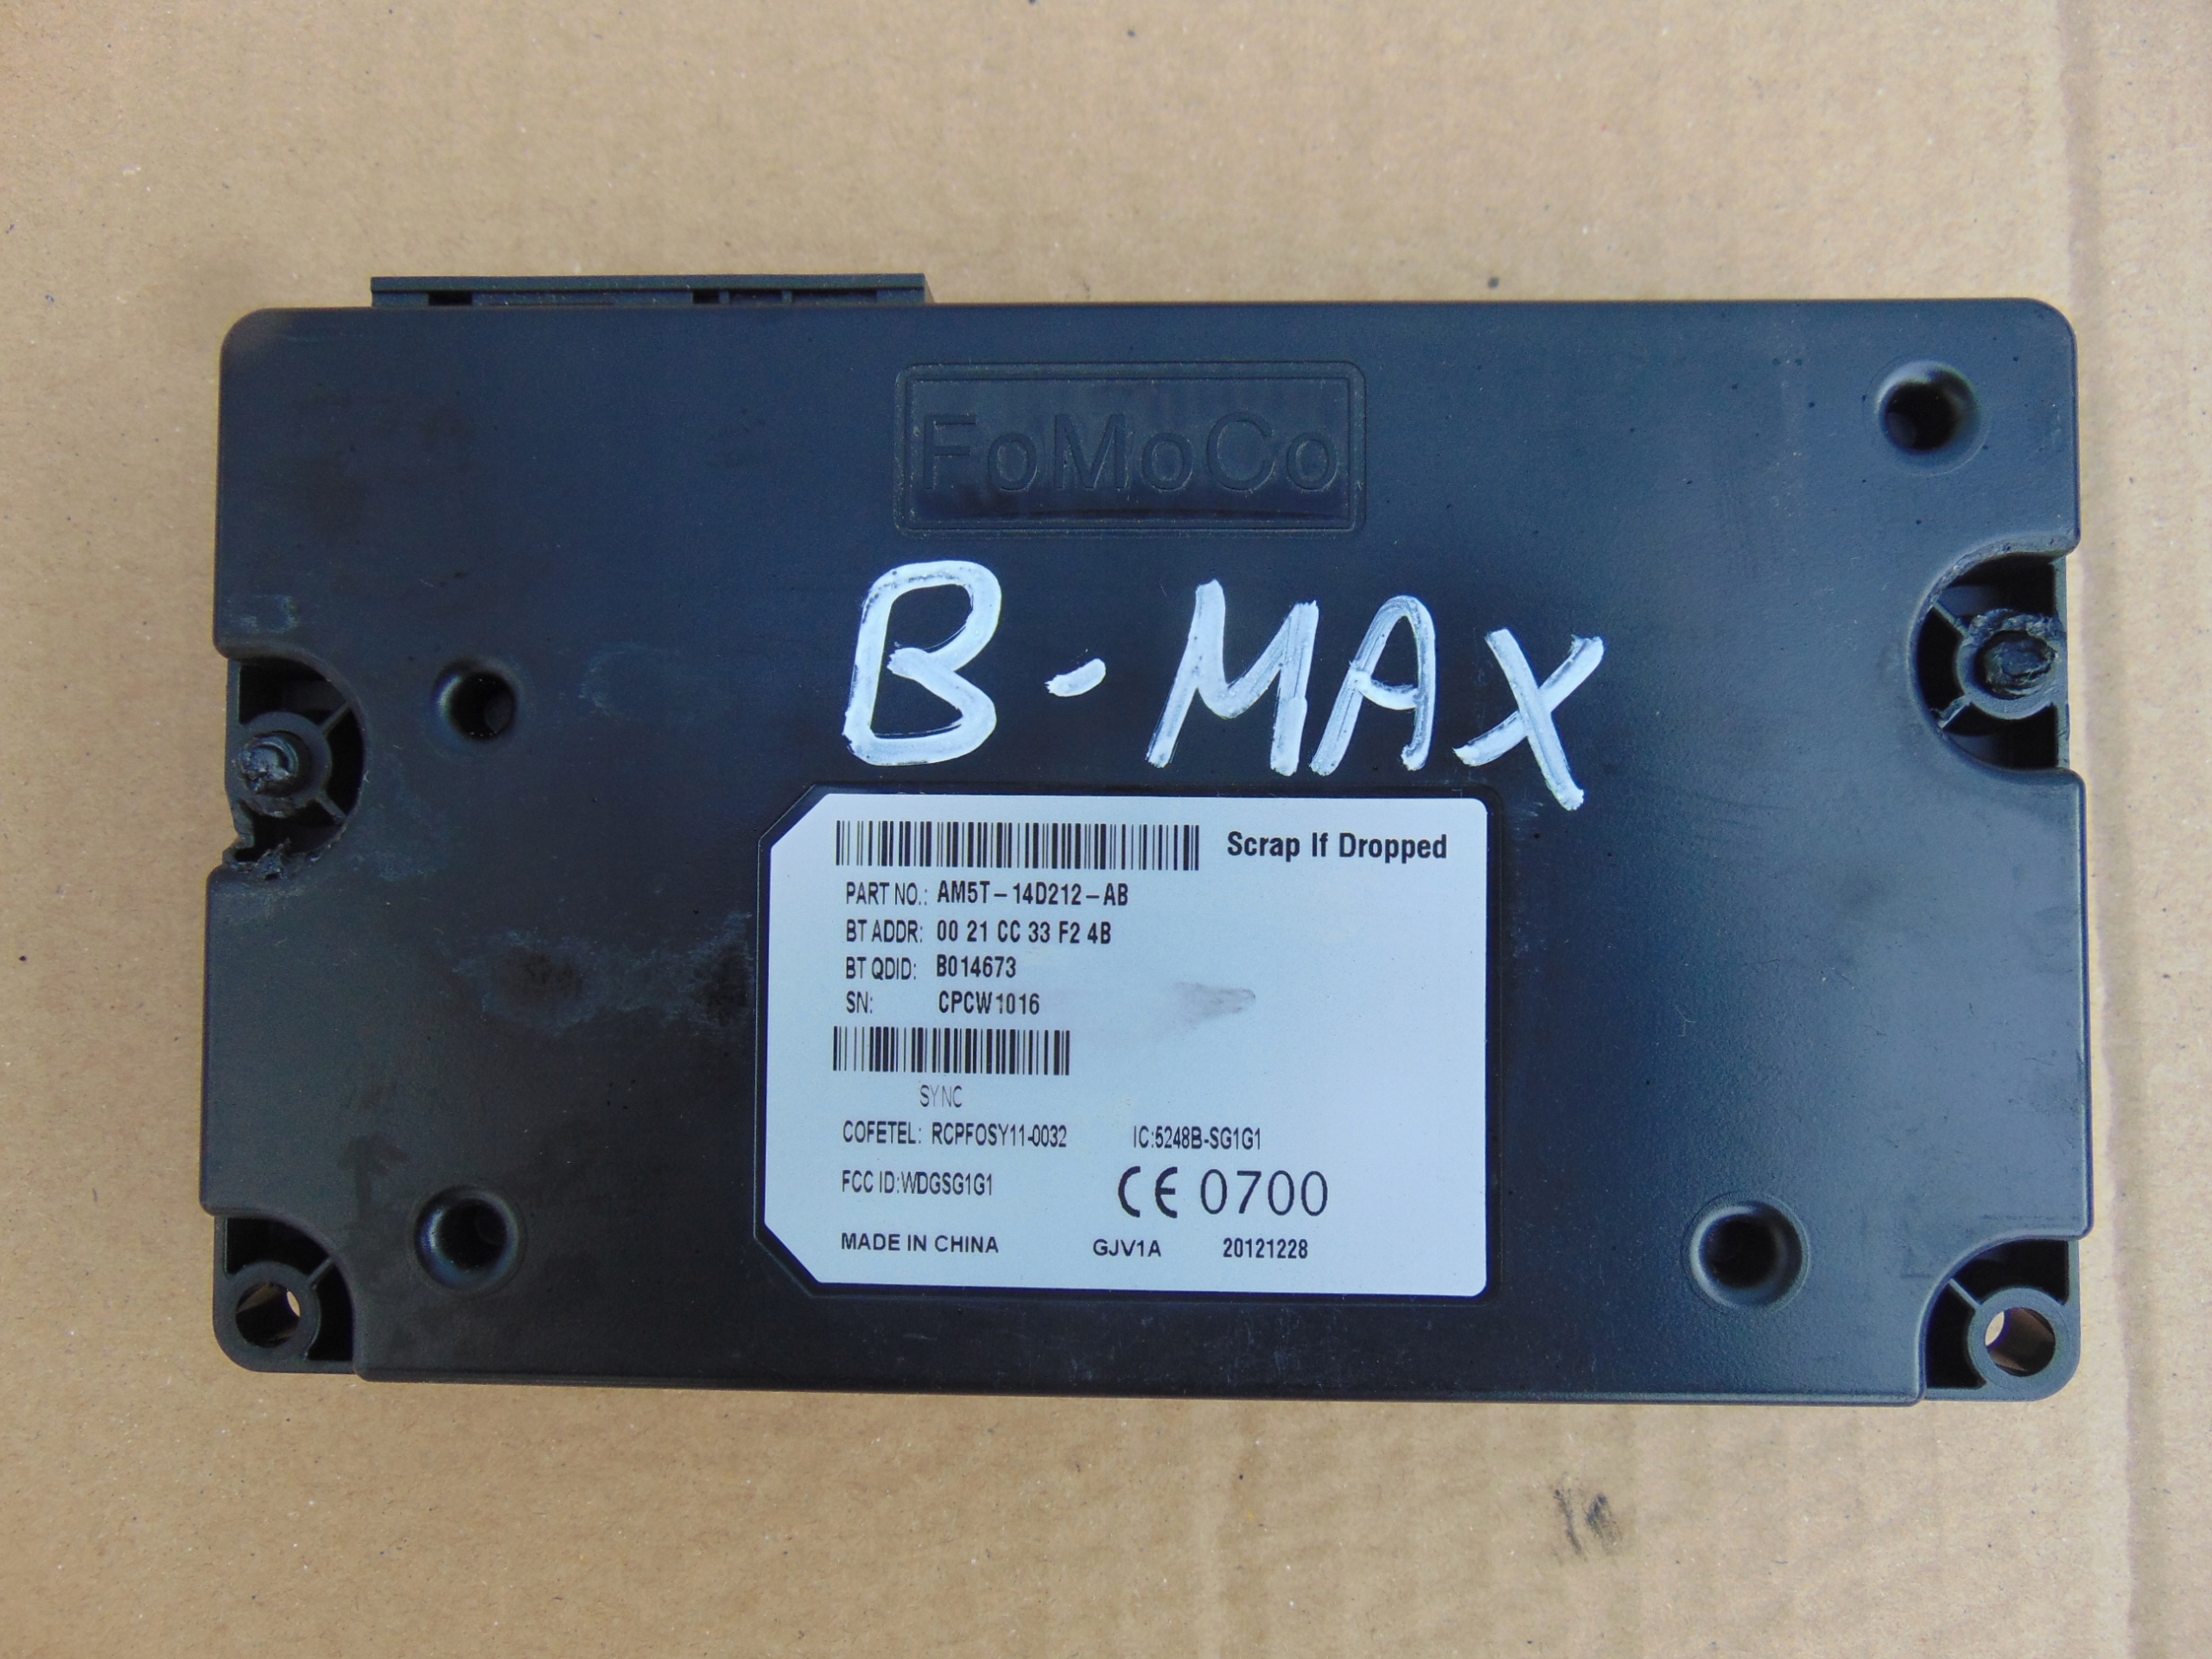 FoMoCo
B-MAX
Scrap If Dropped
PART NO.: AM5T-14D212-AB
BT ADDR: 00 21 CC 33 F2 4B
BT QDID: B014673
SN: CPCW1016
SYNC
COFETEL: RCPFOSY11-0032 IC:5248B-SG1G1
FCC ID:WDGSG1G1 CE 0700
MADE IN CHINA GJV1A 20121228